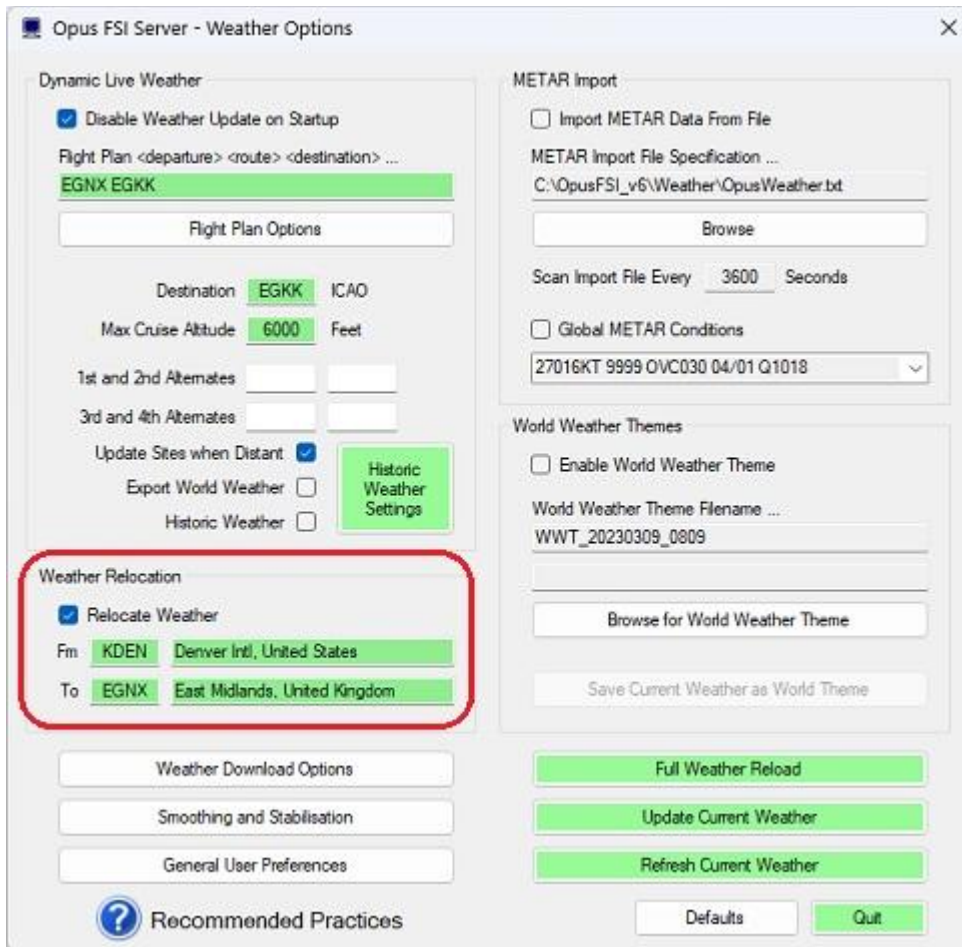 Opus FSI Server - Weather Options
Dynamic Live Weather
Disable Weather Update on Startup
Flight Plan <departure> <route> <destination> ...
EGNX EGKK
Flight Plan Options
Destination EGKK ICAO
Max Cruise Altitude 6000 Feet
1st and 2nd Alternates
3rd and 4th Alternates
Update Sites when Distant
Export World Weather
Historic Weather
Historic
Weather
Settings
Weather Relocation
Relocate Weather
Fm KDEN Denver Intl, United States
To EGNX East Midlands, United Kingdom
Weather Download Options
Smoothing and Stabilisation
General User Preferences
Recommended Practices
METAR Import
Import METAR Data From File
METAR Import File Specification ...
C:\OpusFSI_v6\Weather\OpusWeather.txt
Browse
Scan Import File Every 3600 Seconds
Global METAR Conditions
27016KT 9999 OVC030 04/01 Q1018
World Weather Themes
Enable World Weather Theme
World Weather Theme Filename ...
WWT_20230309_0809
Browse for World Weather Theme
Save Current Weather as World Theme
Full Weather Reload
Update Current Weather
Refresh Current Weather
Defaults Quit